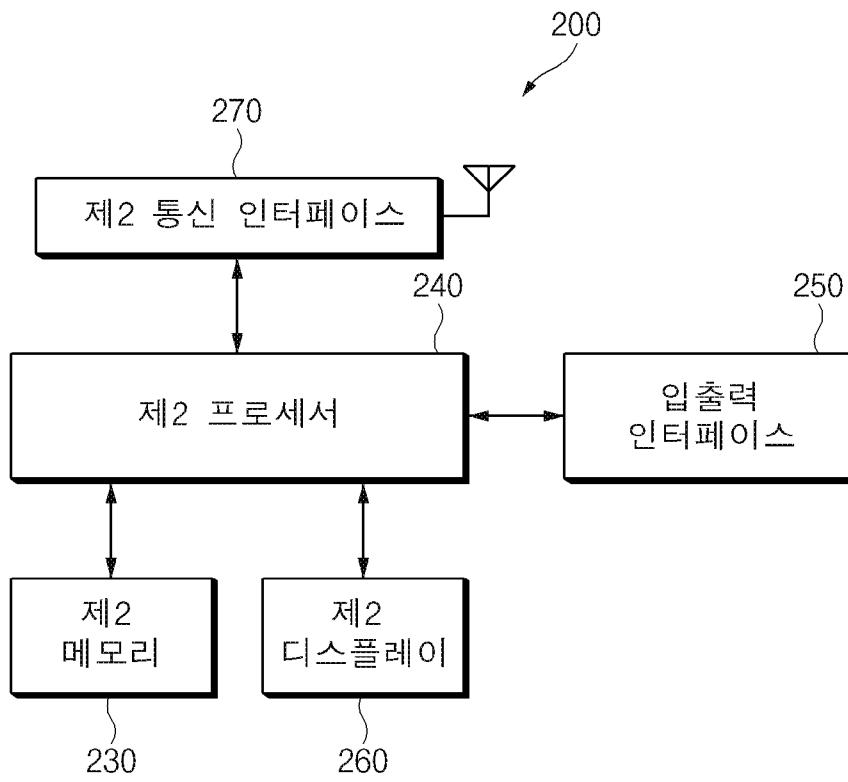 200
270
제2 통신 인터페이스
240
250
제2 프로세서
입출력
인터페이스
제2
메모리
제2
디스플레이
230
260